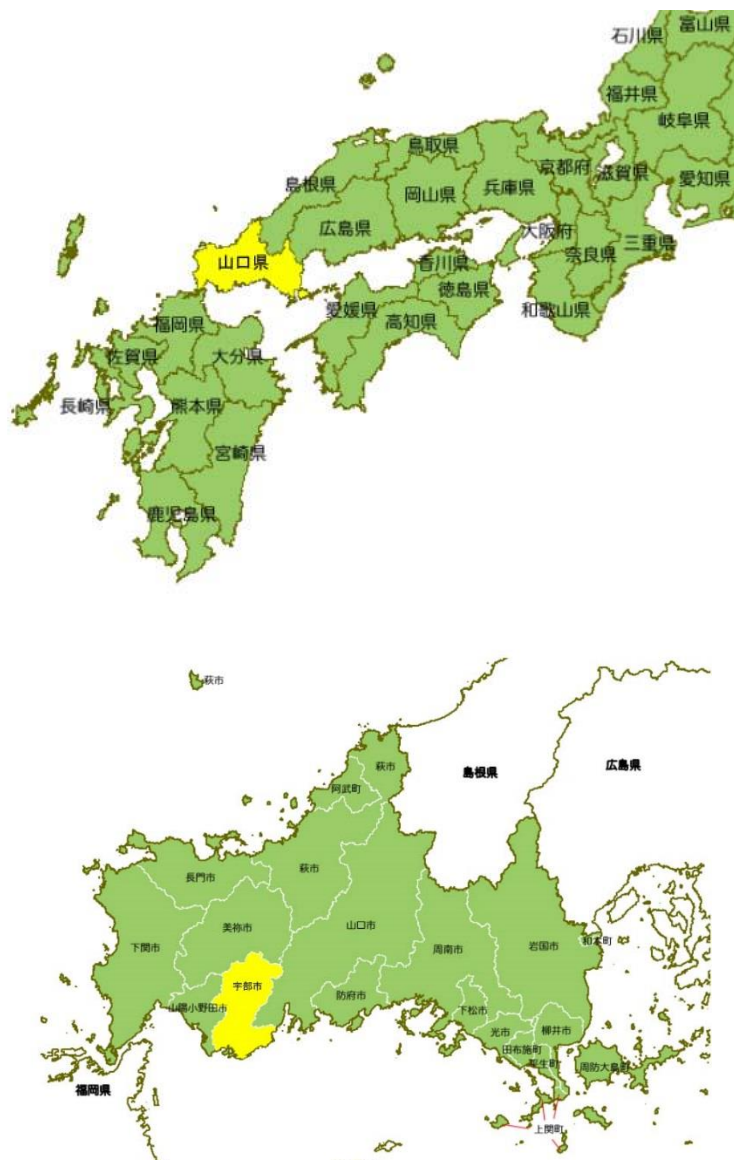 石川県
富山県
福井県
岐阜県
鳥取県
京都府
滋賀県
愛知県
島根県
岡山県
兵庫県
広島県
大阪府
三重県
奈良県
山口県
香川県
徳島県
和歌山県
愛媛県
高知県
福岡県
佐賀県
大分県
長崎県
熊本県
宮崎県
鹿児島県
萩市
萩市
島根県
広島県
阿武町
萩市
長門市
山口市
美祢市
下関市
周南市
岩国市
和木町
宇部市
防府市
山陽小野田市
下松市
光市
柳井市
田布施町
平生町
周防大島町
福岡県
上関町